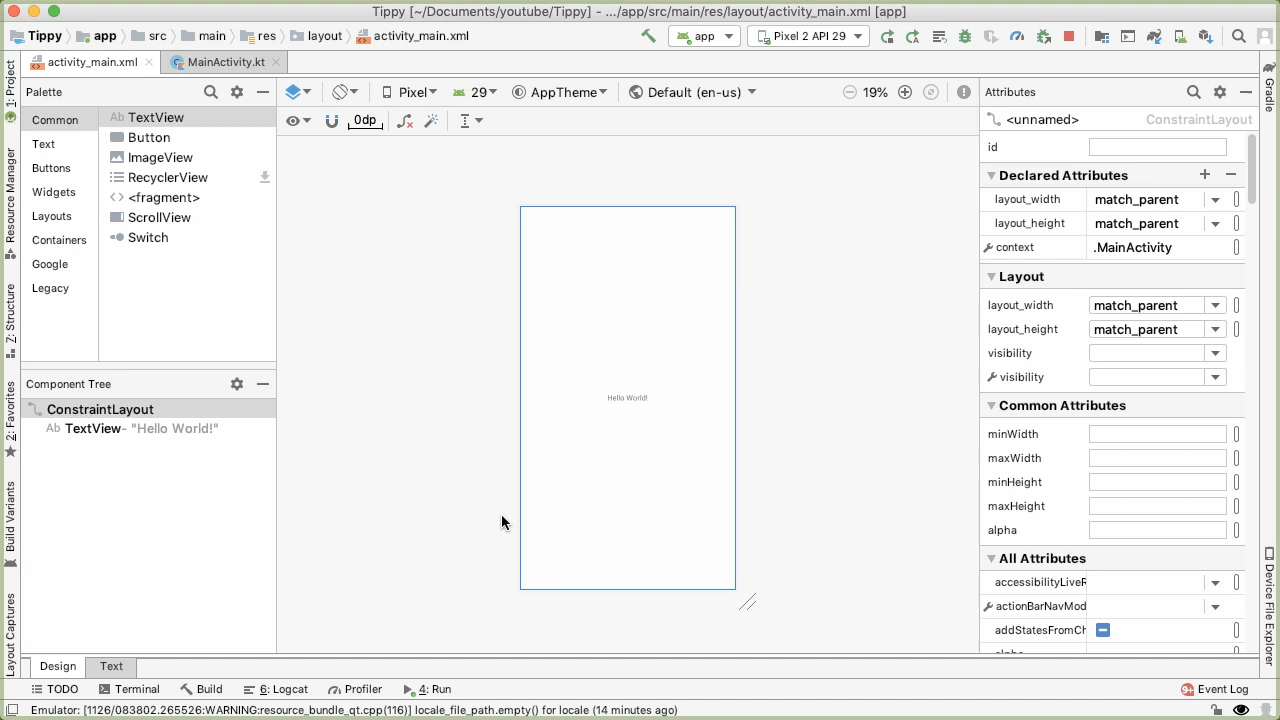 Tippy [~/Documents/youtube/Tippy] - .../app/src/main/res/layout/activity_main.xml [app]
Tippy app src main res layout activity_main.xml app Pixel 2 API 29
activity_main.xml MainActivity.kt
1: Project
Resource Manager
Z: Structure
2: Favorites
Build Variants
Layout Captures
Palette
Common
Text
Buttons
Widgets
Layouts
Containers
Google
Legacy
Ab TextView
Button
ImageView
RecyclerView
<fragment>
ScrollView
Switch
Component Tree
ConstraintLayout
Ab TextView- "Hello World!"
Pixel 29 AppTheme Default (en-us) 19%
0dp
Hello World!
Attributes
<unnamed> ConstraintLayout
id
Declared Attributes
layout_width match_parent
layout_height match_parent
context .MainActivity
Layout
layout_width match_parent
layout_height match_parent
visibility
visibility
Common Attributes
minWidth
maxWidth
minHeight
maxHeight
alpha
All Attributes
accessibilityLiveR
actionBarNavMod
addStatesFromCh
alpha
Gradle
Device File Explorer
Design Text
TODO Terminal Build 6: Logcat Profiler 4: Run 9+ Event Log
Emulator: [1126/083802.265526:WARNING:resource_bundle_qt.cpp(116)] locale_file_path.empty() for locale (14 minutes ago)